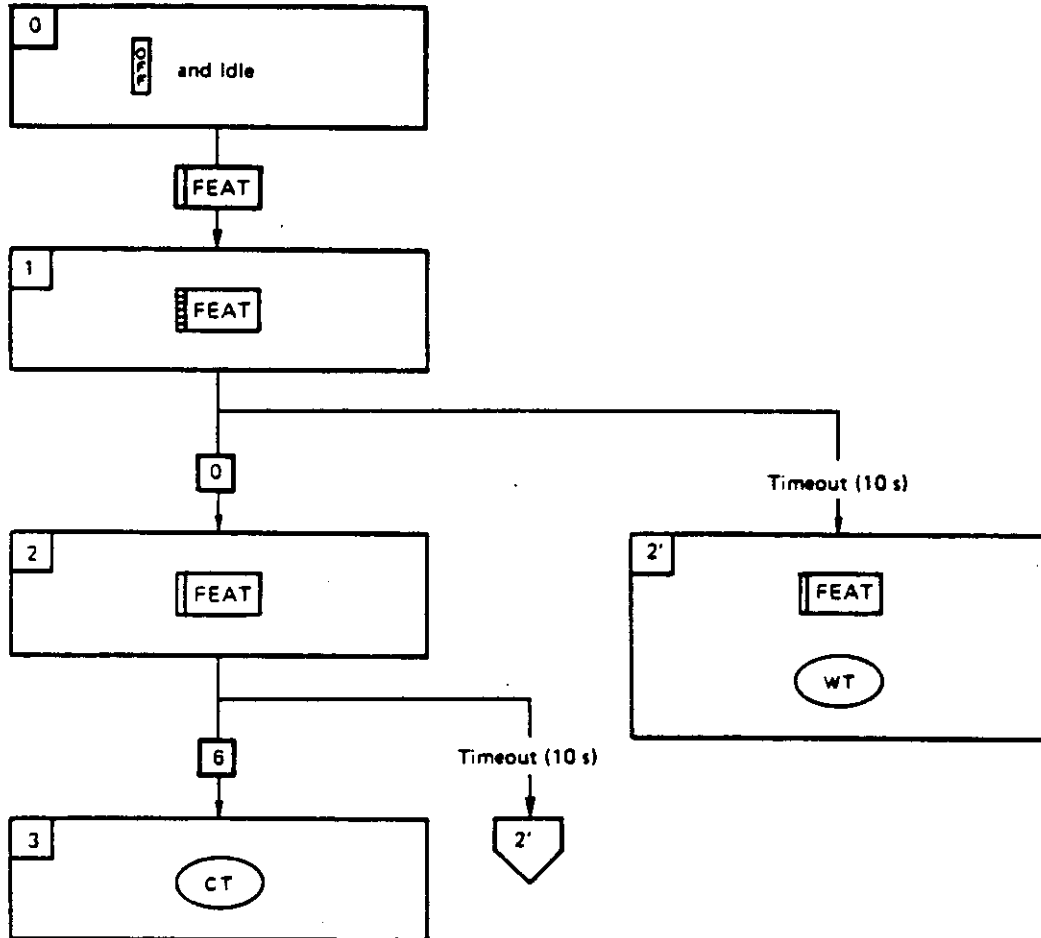 0
OFF and Idle
FEAT
1
FEAT
0
Timeout (10 s)
2
FEAT
2'
FEAT
WT
6
Timeout (10 s)
2'
3
CT